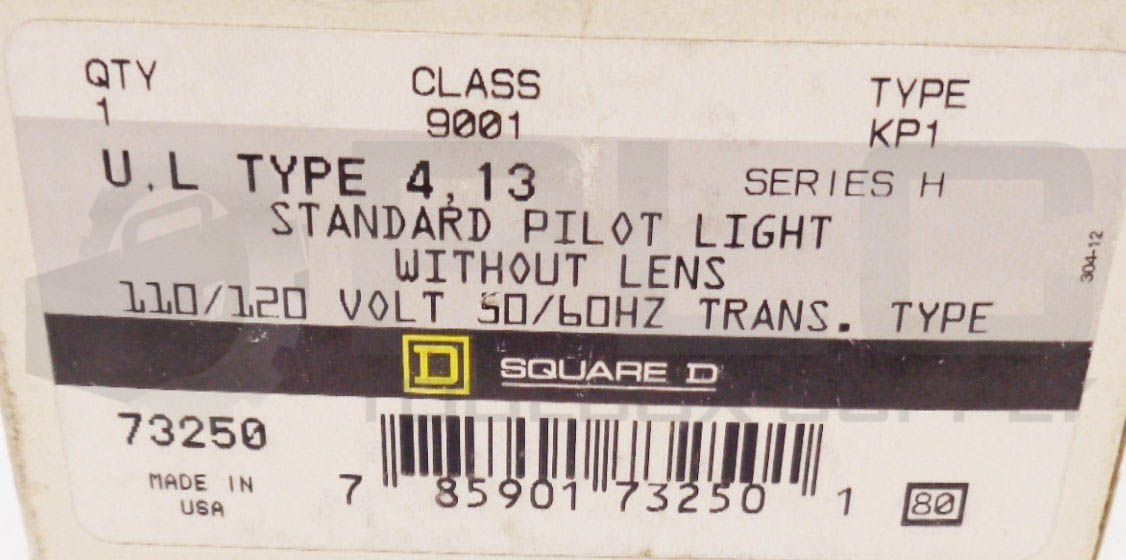 QTY CLASS TYPE
1 9001 KP1
U.L TYPE 4,13 SERIES H
STANDARD PILOT LIGHT
WITHOUT LENS
110/120 VOLT 50/60HZ TRANS. TYPE
304-12
D SQUARE D
73250
MADE IN
USA
7 85901 73250 1 80